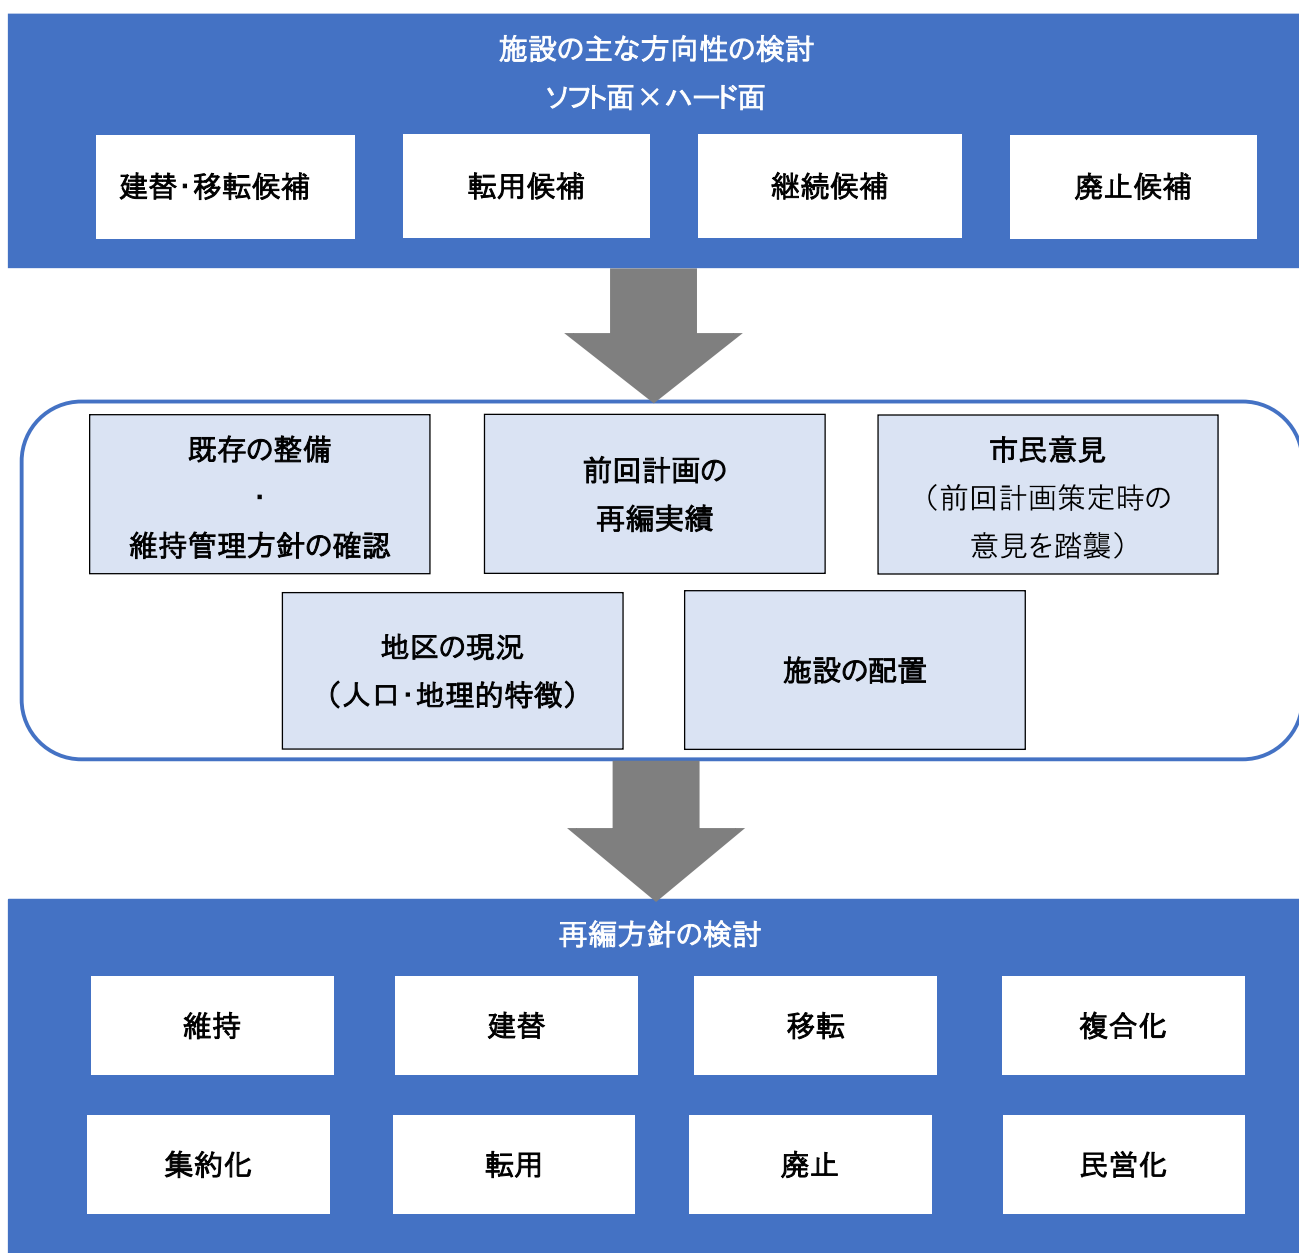 施設の主な方向性の検討
ソフト面×ハード面
建替・移転候補
転用候補
継続候補
廃止候補
既存の整備
・
維持管理方針の確認
前回計画の
再編実績
市民意見
（前回計画策定時の
意見を踏襲）
地区の現況
（人口・地理的特徴）
施設の配置
再編方針の検討
維持
建替
移転
複合化
集約化
転用
廃止
民営化